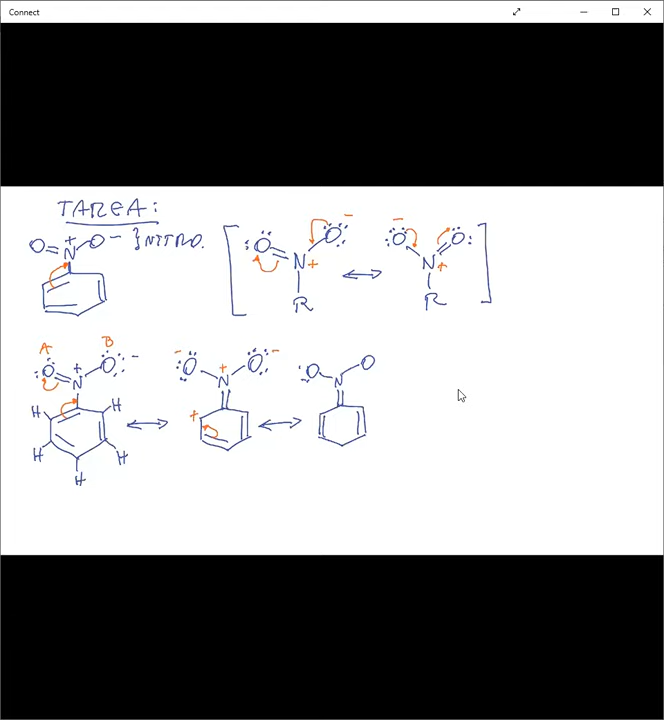 Connect
TAREA:
O = N + O − } NITRO.
O = N + O −
R
− O N + = O
R
A B
O = N + O −
H H
H H
H
− O N + O −
+
O N O